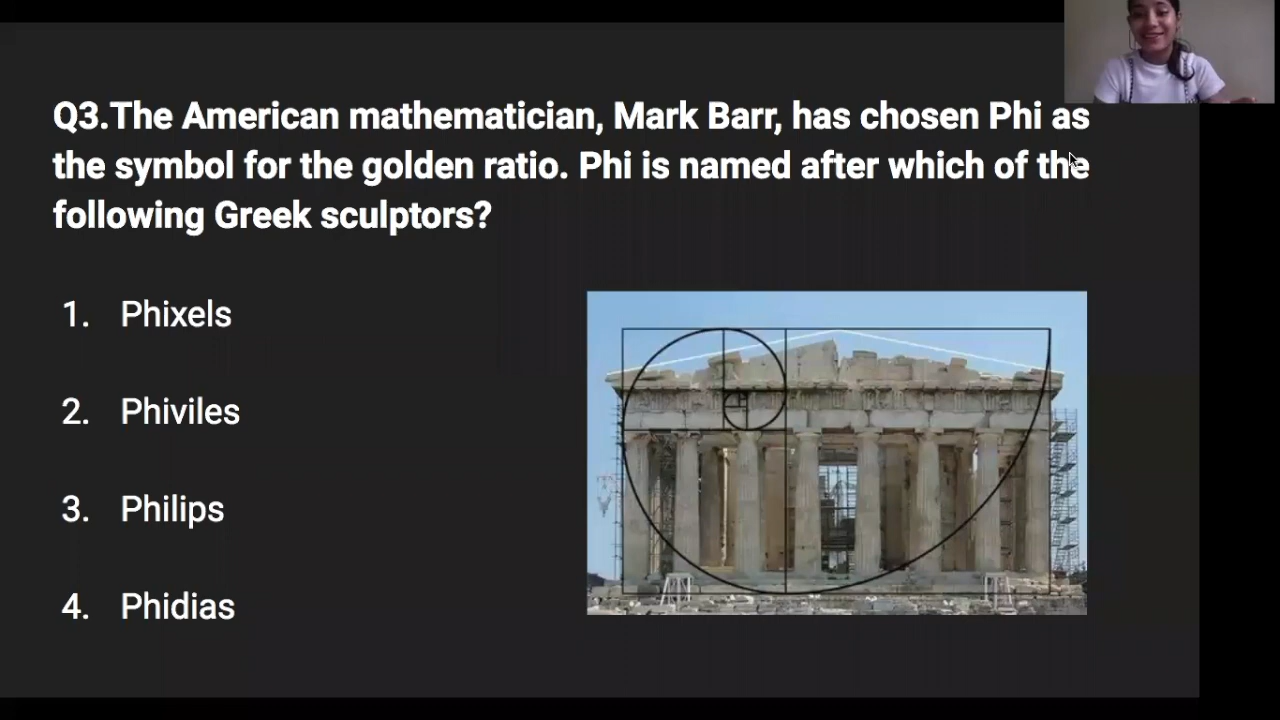 Q3.The American mathematician, Mark Barr, has chosen Phi as
the symbol for the golden ratio. Phi is named after which of the
following Greek sculptors?
1. Phixels
2. Phiviles
3. Philips
4. Phidias